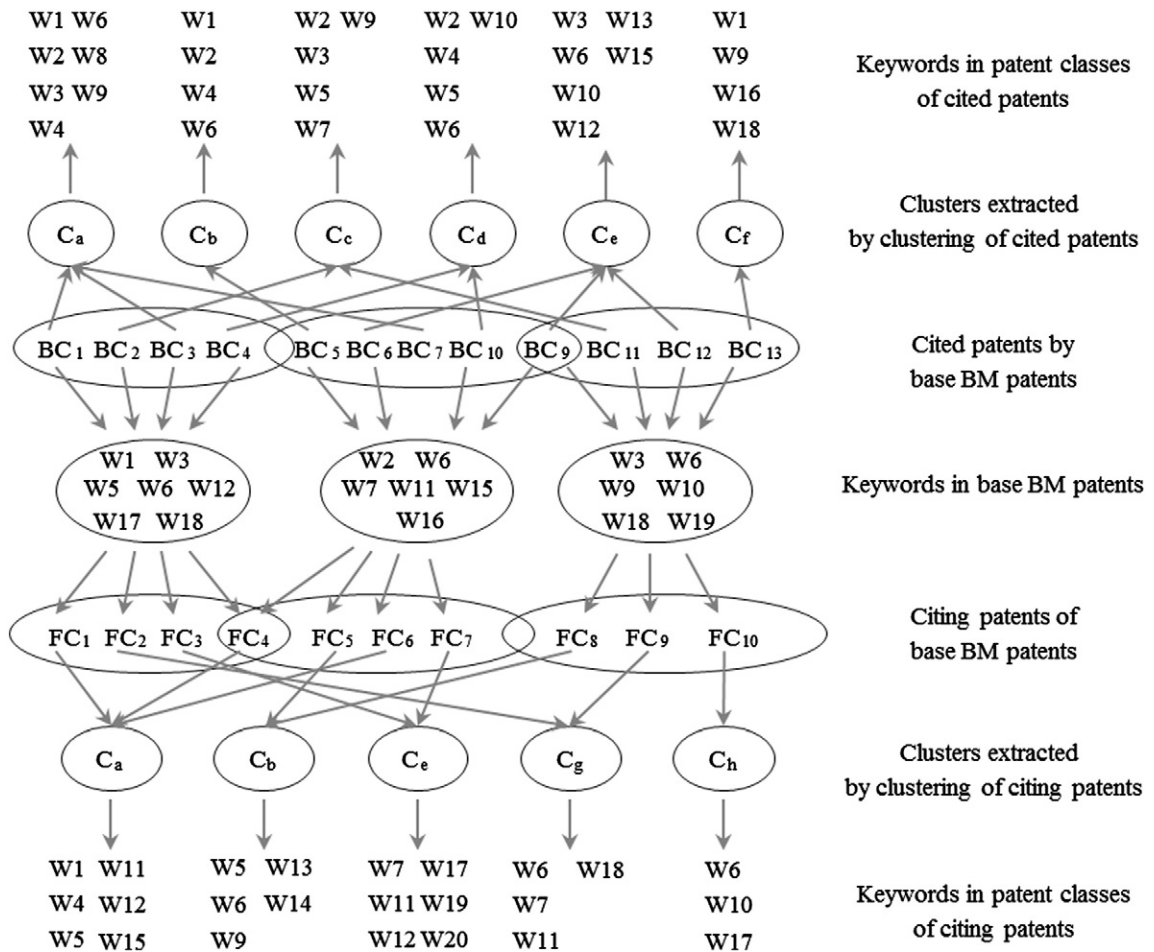 W1 W6 W1 W2 W9 W2 W10 W3 W13 W1
W2 W8 W2 W3 W4 W6 W15 W9
W3 W9 W4 W5 W5 W10 W16
W4 W6 W7 W6 W12 W18
Keywords in patent classes
of cited patents
Ca Cb Cc Cd Ce Cf
Clusters extracted
by clustering of cited patents
BC1 BC2 BC3 BC4 BC5 BC6 BC7 BC10 BC9 BC11 BC12 BC13
Cited patents by
base BM patents
W1 W3 W2 W6 W3 W6
W5 W6 W12 W7 W11 W15 W9 W10
W17 W18 W16 W18 W19
Keywords in base BM patents
FC1 FC2 FC3 FC4 FC5 FC6 FC7 FC8 FC9 FC10
Citing patents of
base BM patents
Ca Cb Ce Cg Ch
Clusters extracted
by clustering of citing patents
W1 W11 W5 W13 W7 W17 W6 W18 W6
W4 W12 W6 W14 W11 W19 W7 W10
W5 W15 W9 W12 W20 W11 W17
Keywords in patent classes
of citing patents